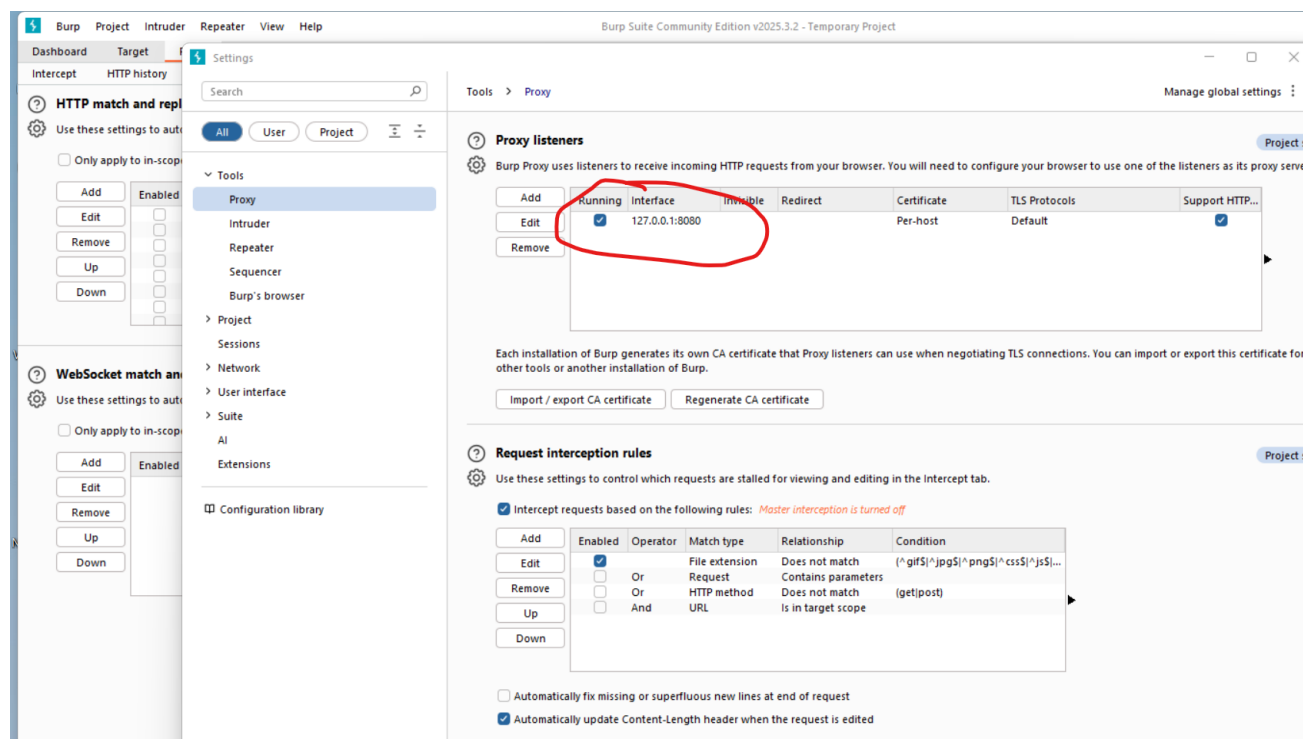 Burp Project Intruder Repeater View Help
Burp Suite Community Edition v2025.3.2 - Temporary Project
Dashboard Target
Intercept HTTP history
HTTP match and repl
Use these settings to auto
Only apply to in-scop
Add
Edit
Remove
Up
Down
Enabled
WebSocket match an
Use these settings to auto
Only apply to in-scop
Add
Edit
Remove
Up
Down
Enabled
Settings
Search
All User Project
Tools
Proxy
Intruder
Repeater
Sequencer
Burp's browser
Project
Sessions
Network
User interface
Suite
AI
Extensions
Configuration library
Tools > Proxy
Manage global settings
Proxy listeners
Project s
Burp Proxy uses listeners to receive incoming HTTP requests from your browser. You will need to configure your browser to use one of the listeners as its proxy serve
Add
Edit
Remove
Running Interface Invisible Redirect Certificate TLS Protocols Support HTTP...
127.0.0.1:8080 Per-host Default
Each installation of Burp generates its own CA certificate that Proxy listeners can use when negotiating TLS connections. You can import or export this certificate for
other tools or another installation of Burp.
Import / export CA certificate Regenerate CA certificate
Request interception rules
Project s
Use these settings to control which requests are stalled for viewing and editing in the Intercept tab.
Intercept requests based on the following rules: Master interception is turned off
Add
Edit
Remove
Up
Down
Enabled Operator Match type Relationship Condition
File extension Does not match (^gif$|^jpg$|^png$|^css$|^js$|...
Or Request Contains parameters
Or HTTP method Does not match (get|post)
And URL Is in target scope
Automatically fix missing or superfluous new lines at end of request
Automatically update Content-Length header when the request is edited